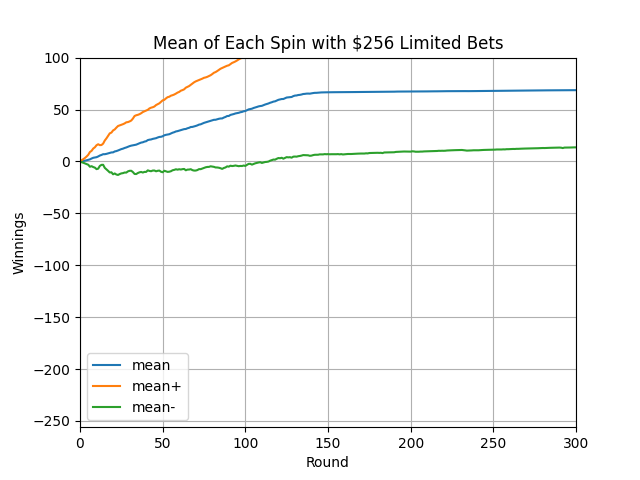 Mean of Each Spin with $256 Limited Bets
Winnings
100
50
0
−50
−100
−150
−200
−250
mean
mean+
mean-
0 50 100 150 200 250 300
Round